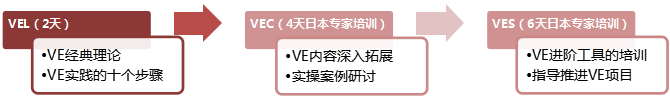 VEL（2天）
•VE经典理论
•VE实践的十个步骤
VEC（4天日本专家培训）
•VE内容深入拓展
•实操案例研讨
VES（6天日本专家培训）
•VE进阶工具的培训
•指导推进VE项目